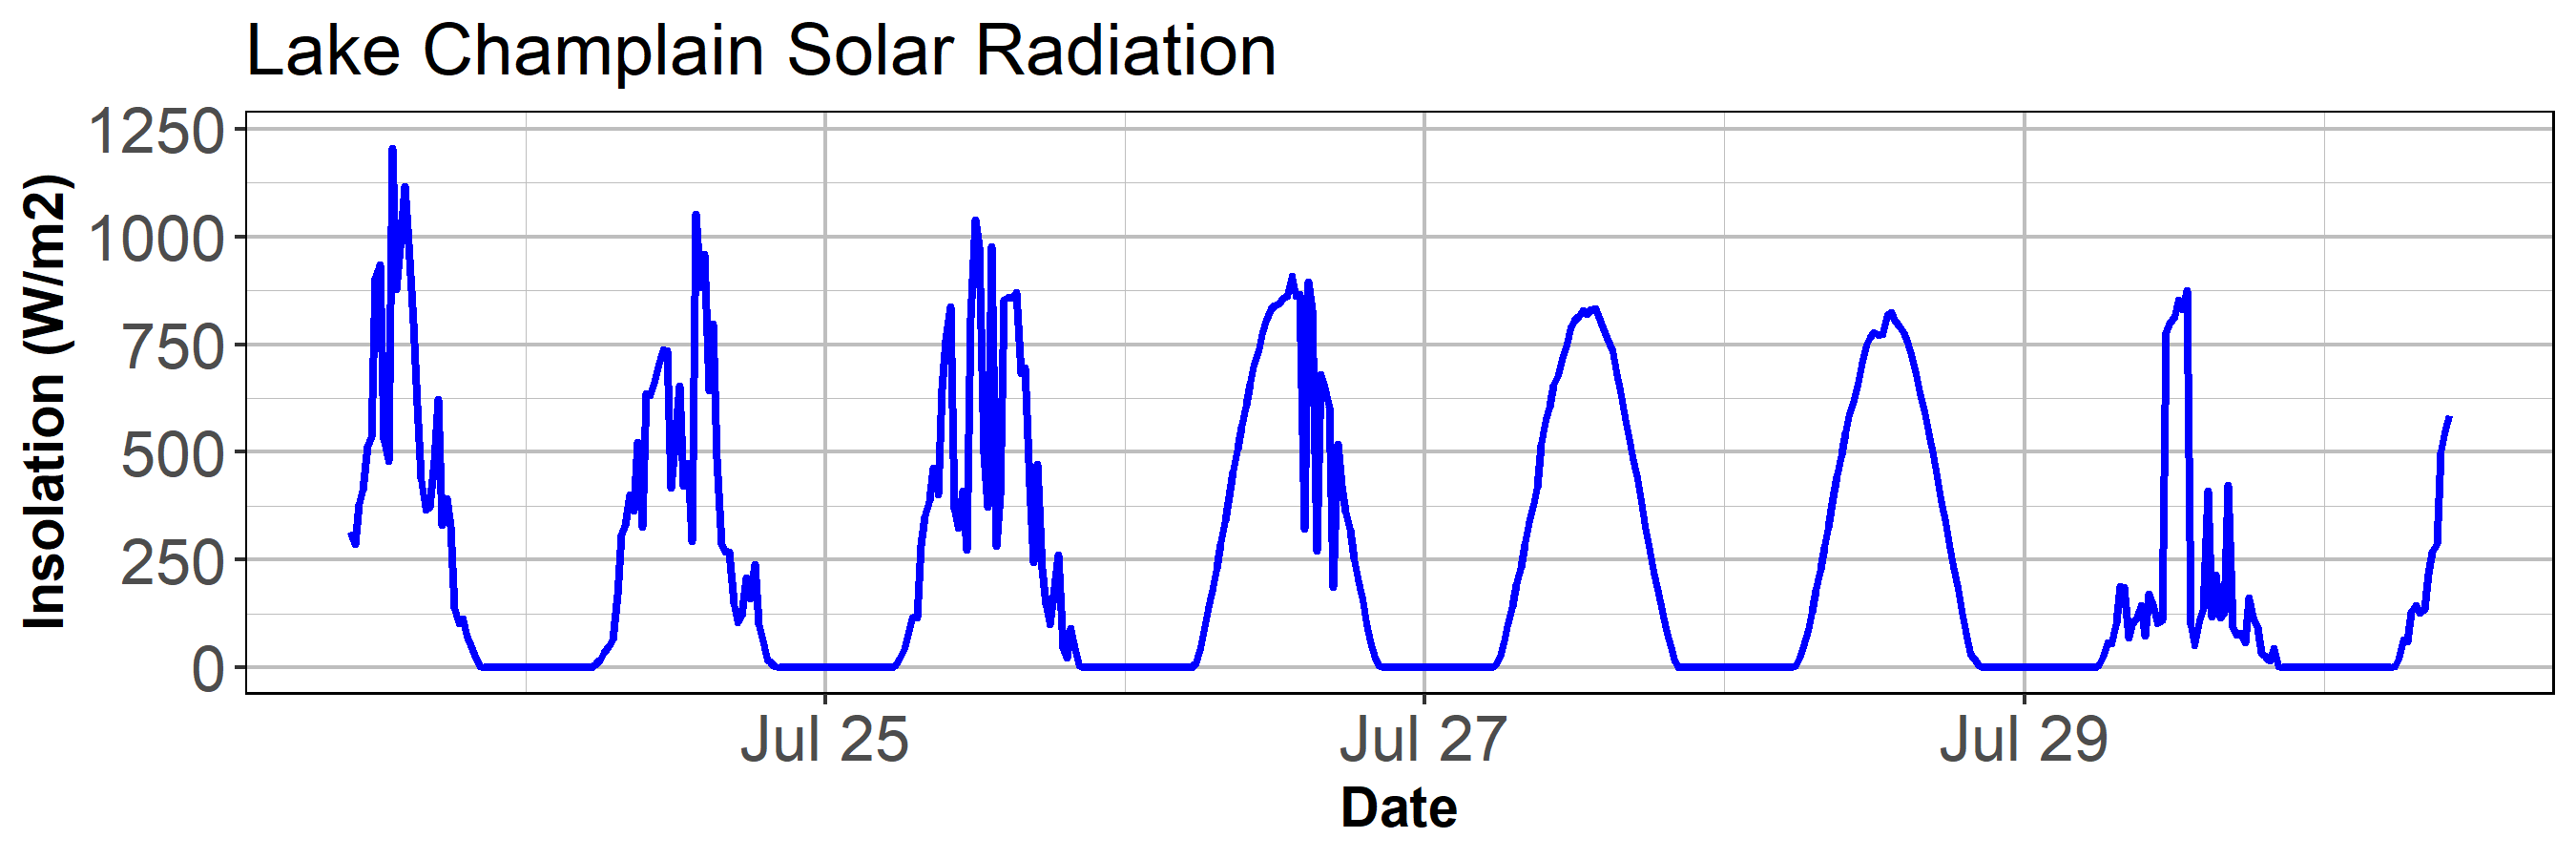 Lake Champlain Solar Radiation
Insolation (W/m2)
1250
1000
750
500
250
0
Jul 25
Jul 27
Jul 29
Date